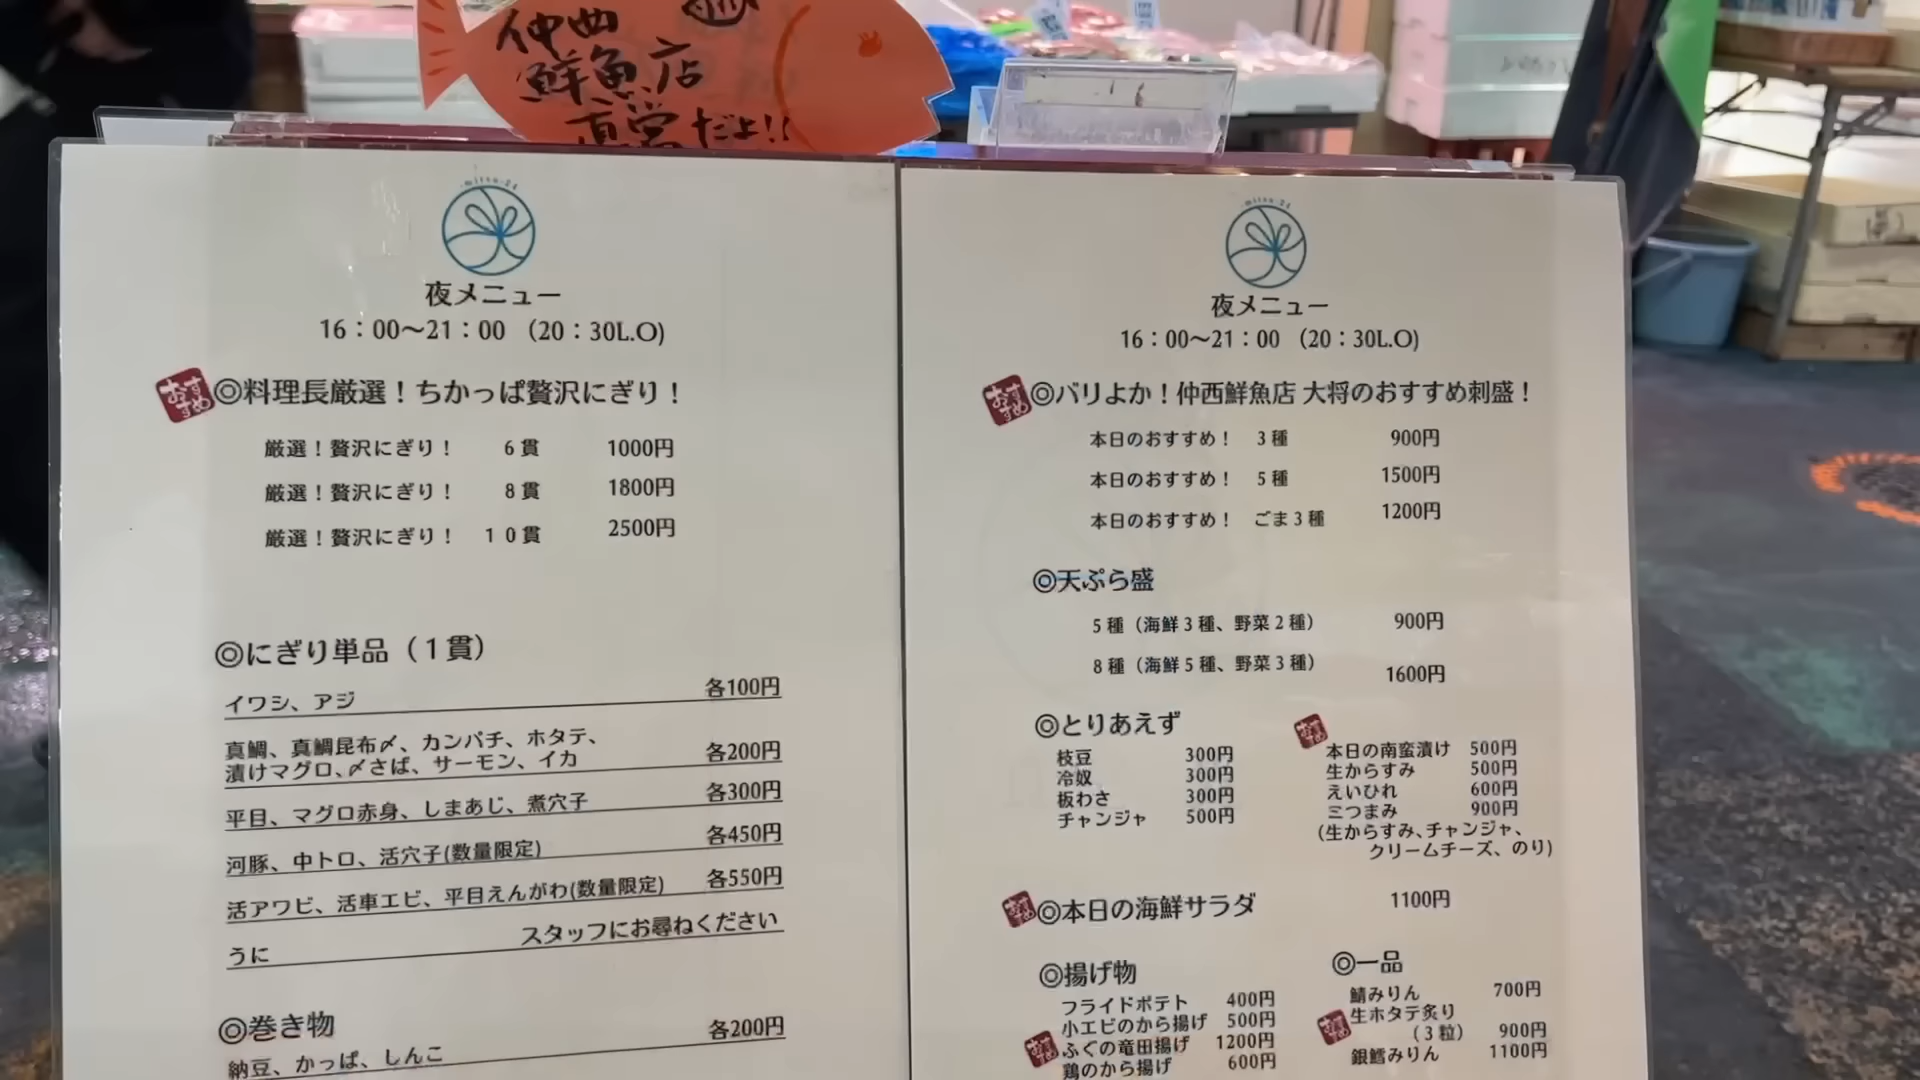 仲西
鮮魚店
直営だよ!!
mitsu-24
夜メニュー
16：00〜21：00 （20：30L.O)
おすすめ ◎料理長厳選！ちかっぱ贅沢にぎり！
厳選！贅沢にぎり！ 6貫 1000円
厳選！贅沢にぎり！ 8貫 1800円
厳選！贅沢にぎり！ 10貫 2500円
◎にぎり単品（1貫）
イワシ、アジ 各100円
真鯛、真鯛昆布〆、カンパチ、ホタテ、
漬けマグロ、〆さば、サーモン、イカ 各200円
平目、マグロ赤身、しまあじ、煮穴子 各300円
河豚、中トロ、活穴子(数量限定) 各450円
活アワビ、活車エビ、平目えんがわ(数量限定) 各550円
うに スタッフにお尋ねください
◎巻き物 各200円
納豆、かっぱ、しんこ
mitsu-24
夜メニュー
16：00〜21：00 （20：30L.O)
おすすめ ◎バリよか！仲西鮮魚店 大将のおすすめ刺盛！
本日のおすすめ！ 3種 900円
本日のおすすめ！ 5種 1500円
本日のおすすめ！ ごま3種 1200円
◎天ぷら盛
5種（海鮮3種、野菜2種） 900円
8種（海鮮5種、野菜3種） 1600円
◎とりあえず
枝豆 300円
冷奴 300円
板わさ 300円
チャンジャ 500円
おすすめ
本日の南蛮漬け 500円
生からすみ 500円
えいひれ 600円
三つまみ 900円
（生からすみ、チャンジャ、
クリームチーズ、のり)
おすすめ ◎本日の海鮮サラダ 1100円
◎揚げ物
フライドポテト 400円
小エビのから揚げ 500円
おすすめ ふぐの竜田揚げ 1200円
鶏のから揚げ 600円
◎一品
鯖みりん 700円
おすすめ 生ホタテ炙り
（3粒） 900円
銀鱈みりん 1100円